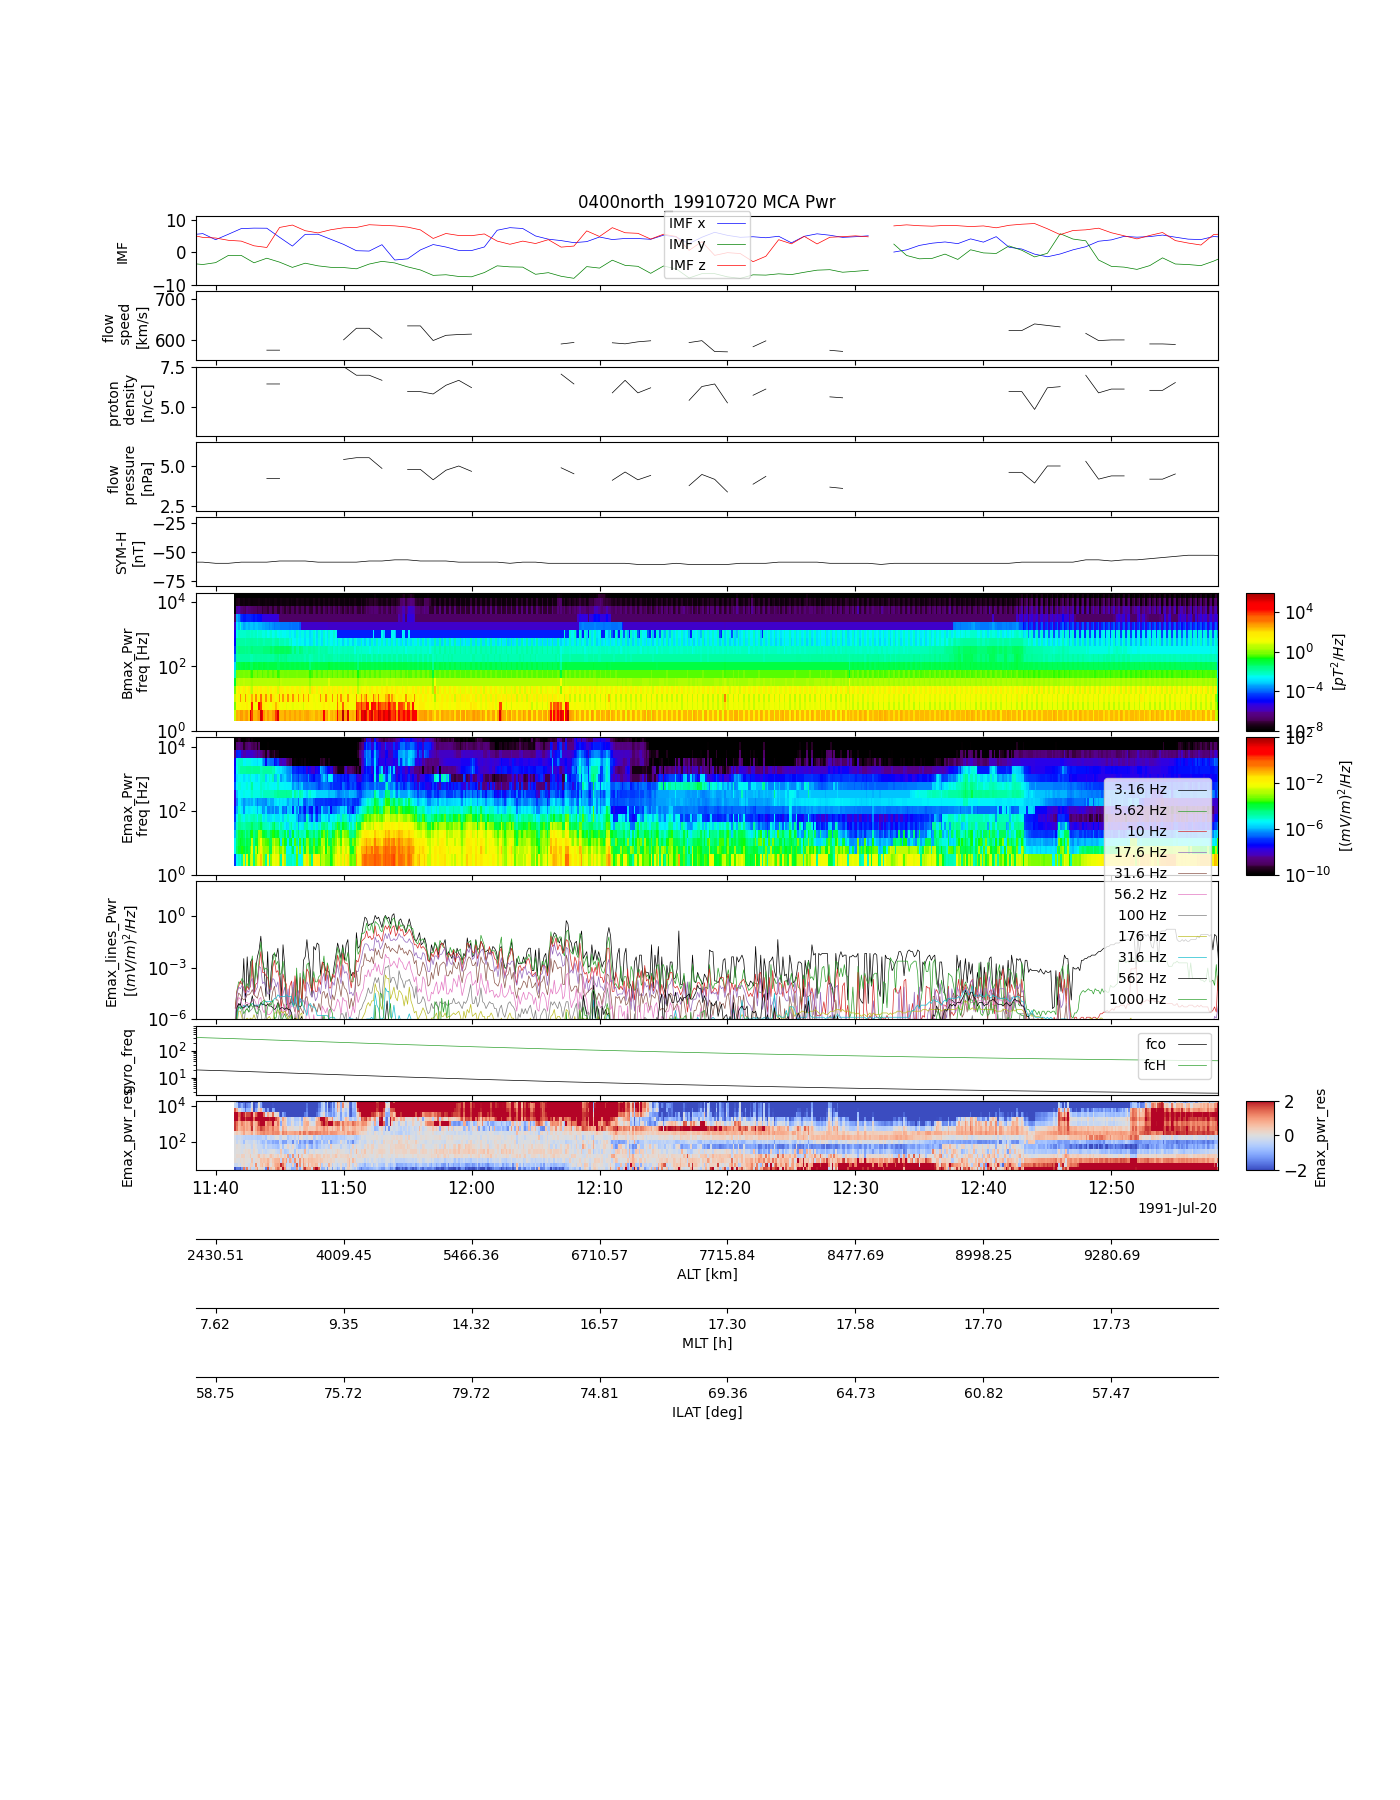 0400north_19910720 MCA Pwr
10
0
−10
IMF
IMF x
IMF y
IMF z
700
600
flow
speed
[km/s]
7.5
5.0
proton
density
[n/cc]
5.0
2.5
flow
pressure
[nPa]
−25
−50
−75
SYM-H
[nT]
10^4
10^2
10^0
Bmax_Pwr
freq [Hz]
10^4
10^0
10^−4
10^−8
[pT^2/Hz]
10^4
10^2
10^0
Emax_Pwr
freq [Hz]
10^2
10^−2
10^−6
10^−10
[(mV/m)^2/Hz]
3.16 Hz
5.62 Hz
10 Hz
17.6 Hz
31.6 Hz
56.2 Hz
100 Hz
176 Hz
316 Hz
562 Hz
1000 Hz
10^0
10^−3
10^−6
Emax_lines_Pwr
[(mV/m)^2/Hz]
10^2
10^1
gyro_freq
fco
fcH
10^4
10^2
Emax_pwr_res
2
0
−2
Emax_pwr_res
11:40 11:50 12:00 12:10 12:20 12:30 12:40 12:50
1991-Jul-20
2430.51 4009.45 5466.36 6710.57 7715.84 8477.69 8998.25 9280.69
ALT [km]
7.62 9.35 14.32 16.57 17.30 17.58 17.70 17.73
MLT [h]
58.75 75.72 79.72 74.81 69.36 64.73 60.82 57.47
ILAT [deg]